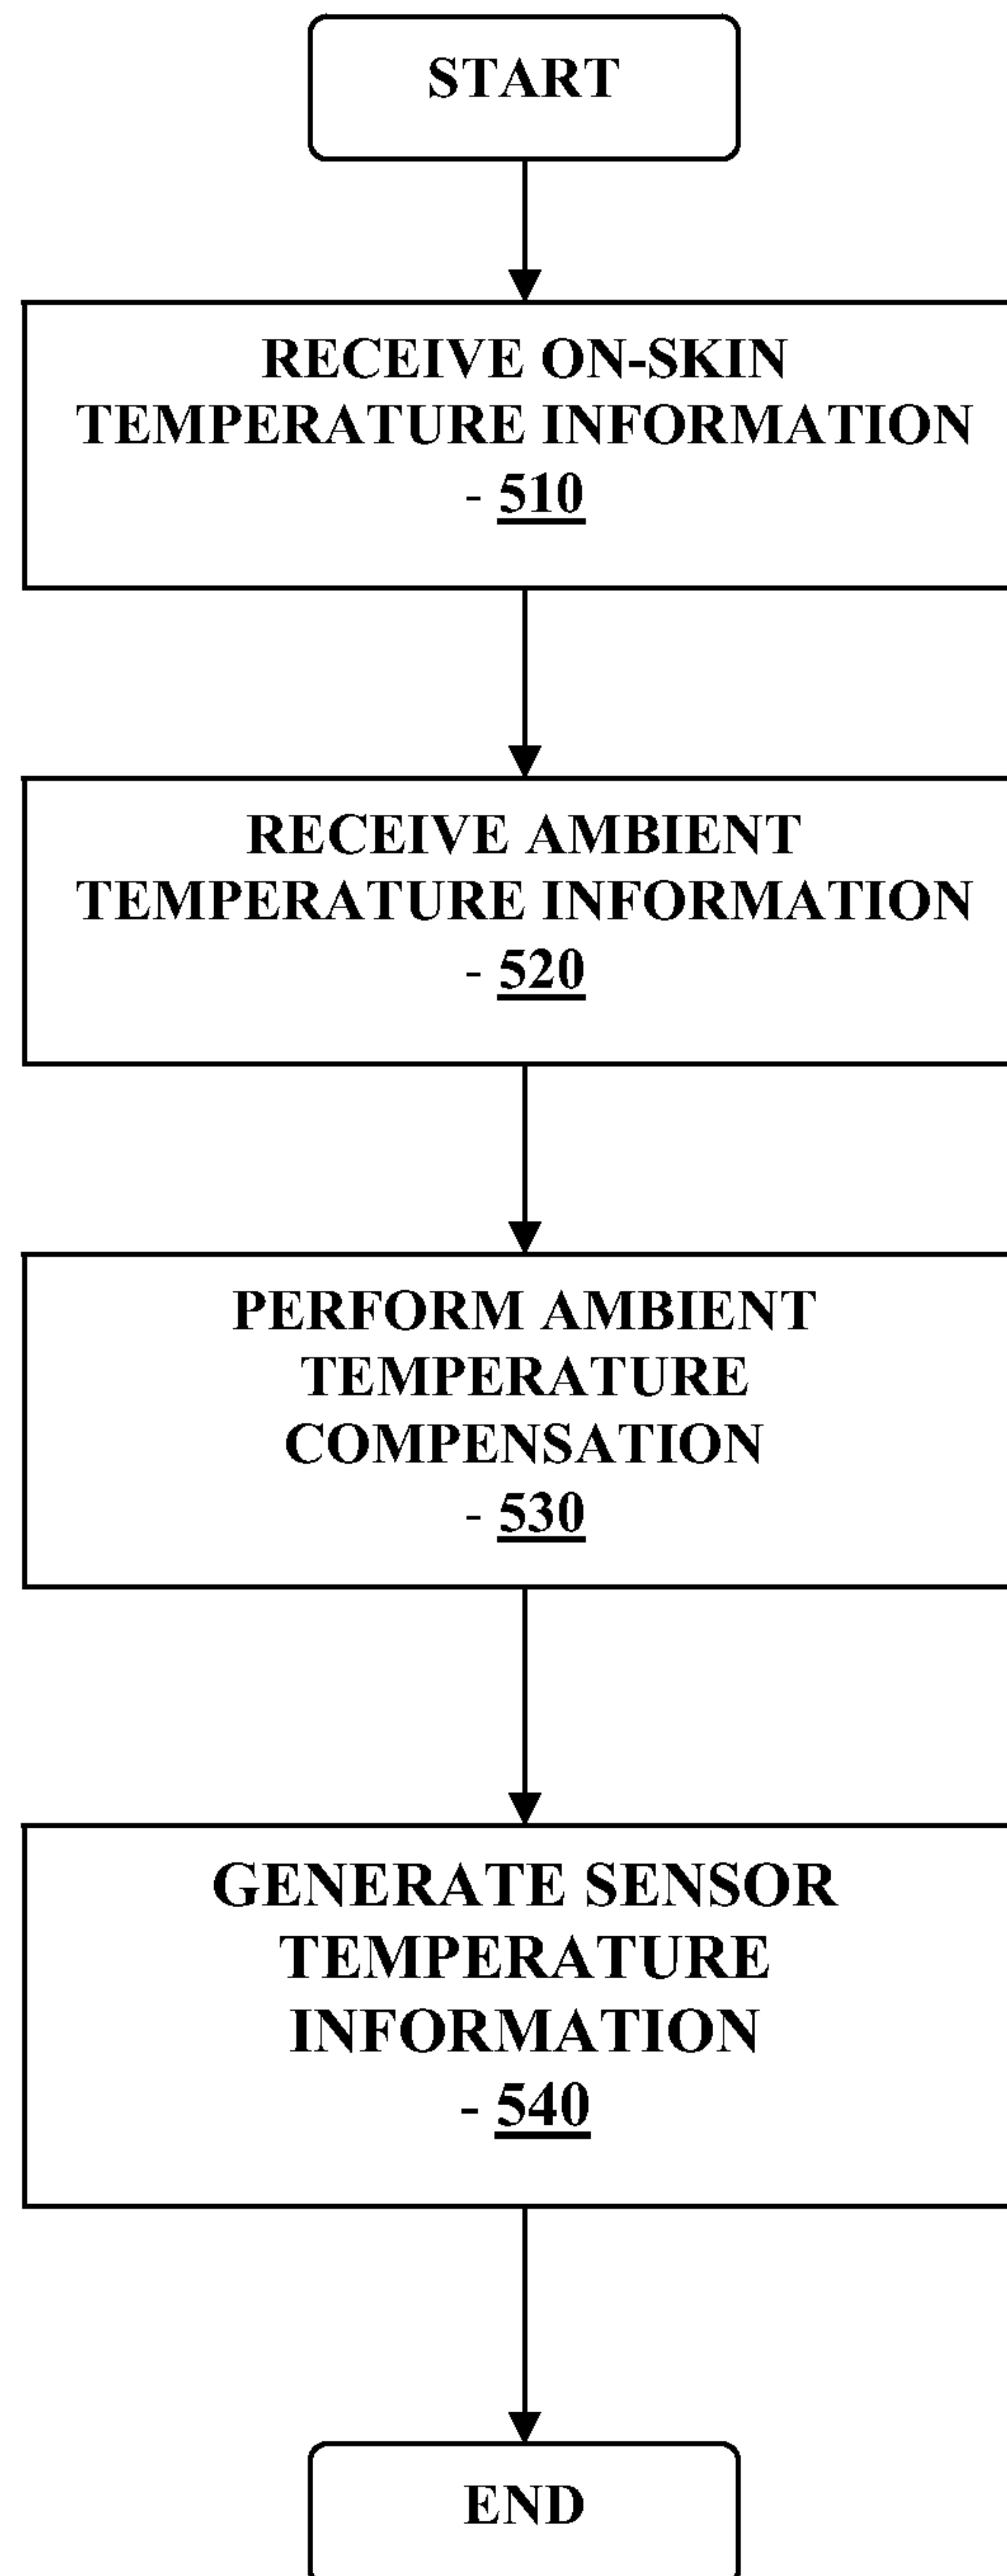 START
RECEIVE ON-SKIN
TEMPERATURE INFORMATION
- 510
RECEIVE AMBIENT
TEMPERATURE INFORMATION
- 520
PERFORM AMBIENT
TEMPERATURE
COMPENSATION
- 530
GENERATE SENSOR
TEMPERATURE
INFORMATION
- 540
END